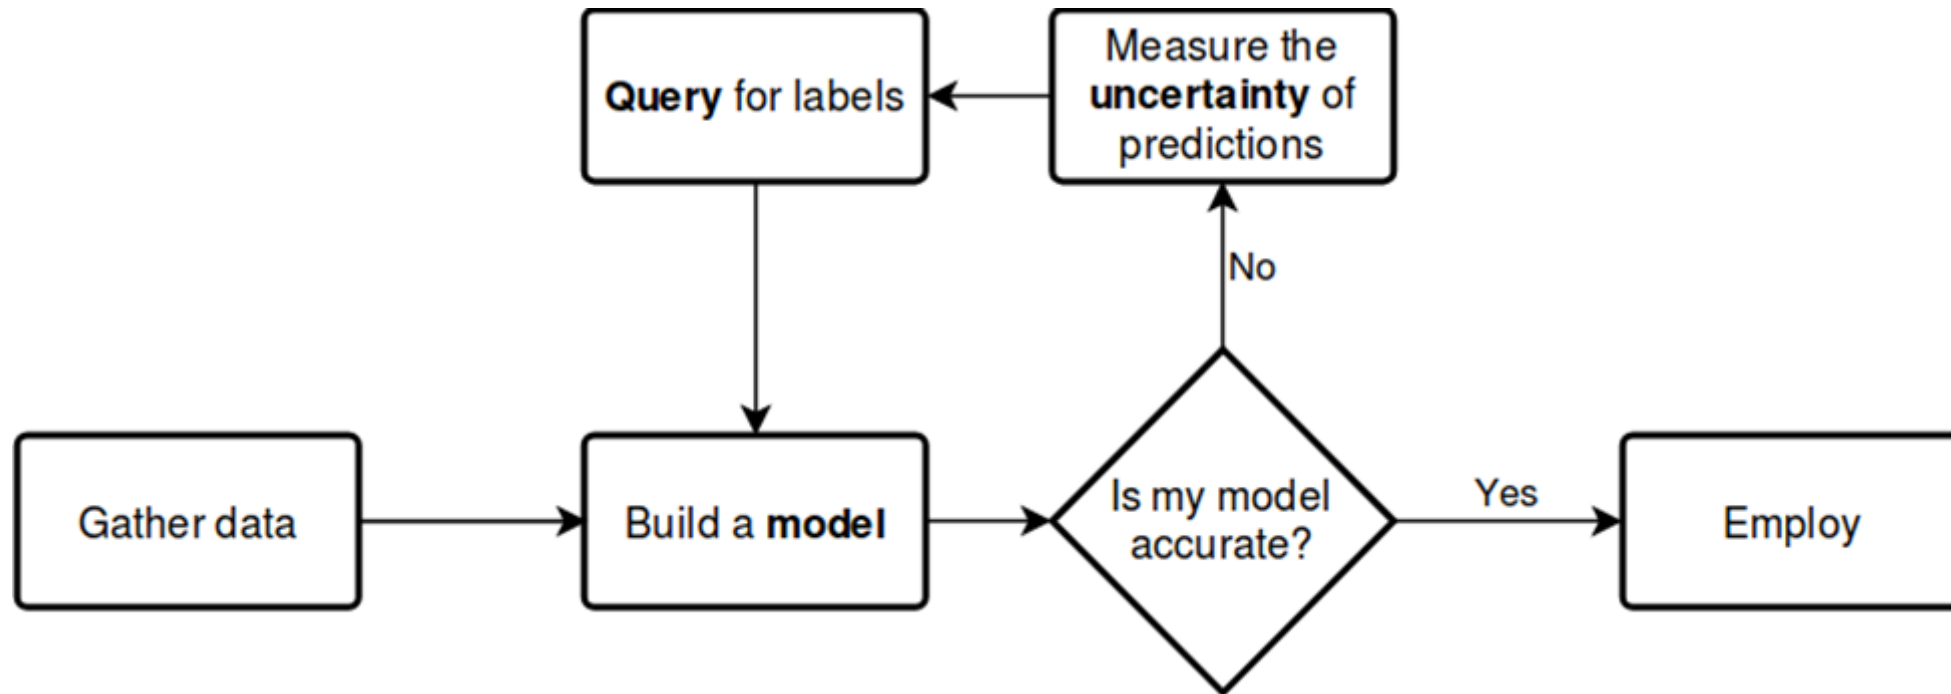 Query for labels
Measure the
uncertainty of
predictions
No
Gather data
Build a model
Is my model
accurate?
Yes
Employ